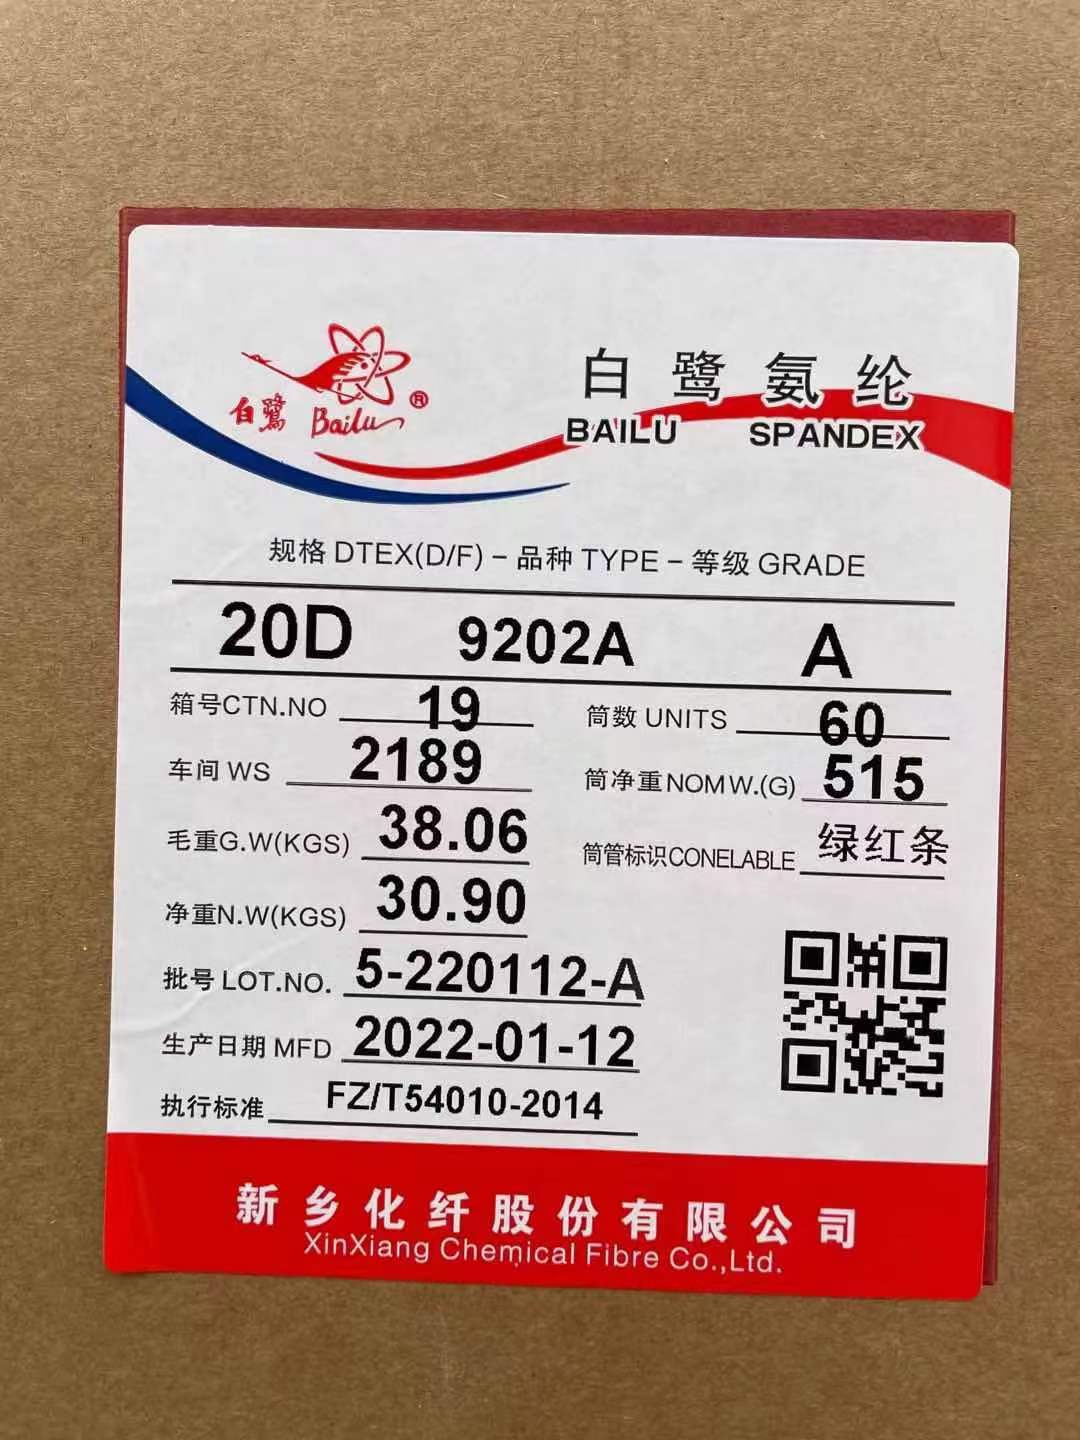 白鷺 Bailu ®
白鹭氨纶
BAILU SPANDEX
规格 DTEX(D/F) - 品种 TYPE - 等级 GRADE
20D 9202A A
箱号CTN.NO 19 筒数 UNITS 60
车间 WS 2189 筒净重NOMW.(G) 515
毛重G.W(KGS) 38.06 筒管标识CONELABLE 绿红条
净重N.W(KGS) 30.90
批号 LOT.NO. 5-220112-A
生产日期 MFD 2022-01-12
执行标准 FZ/T54010-2014
新乡化纤股份有限公司
XinXiang Chemical Fibre Co.,Ltd.